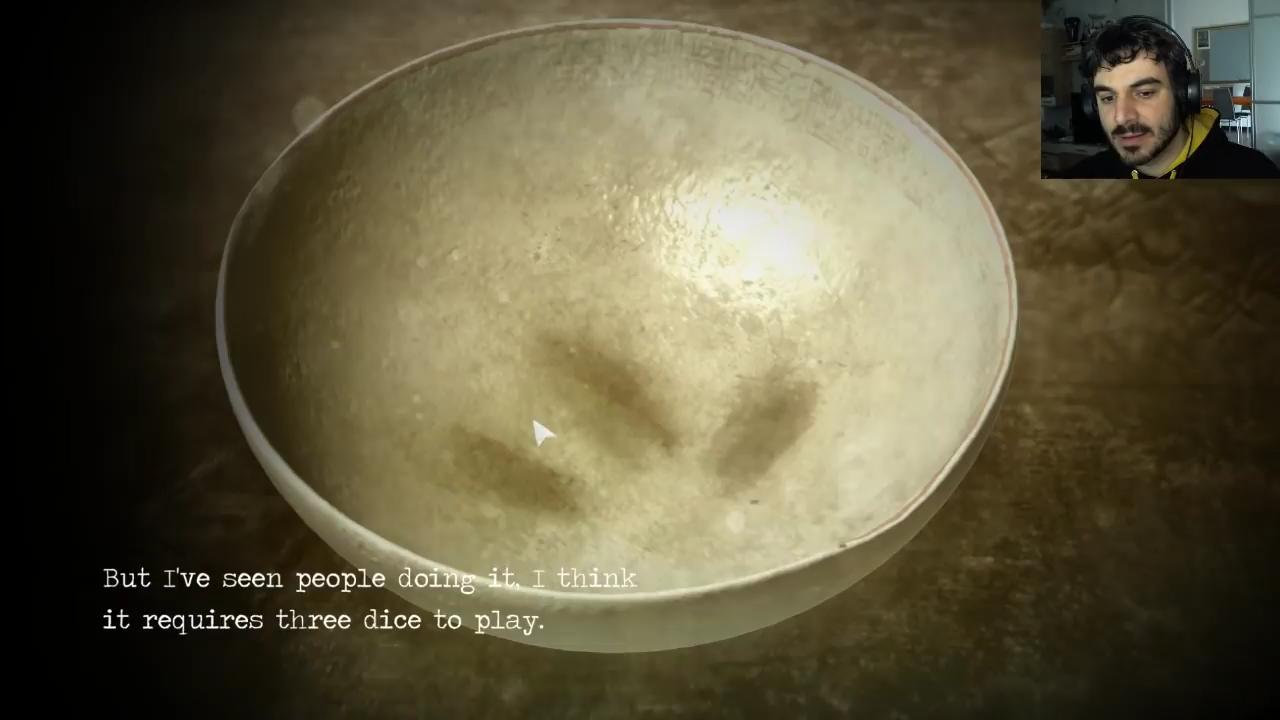 But I've seen people doing it, I think
it requires three dice to play.